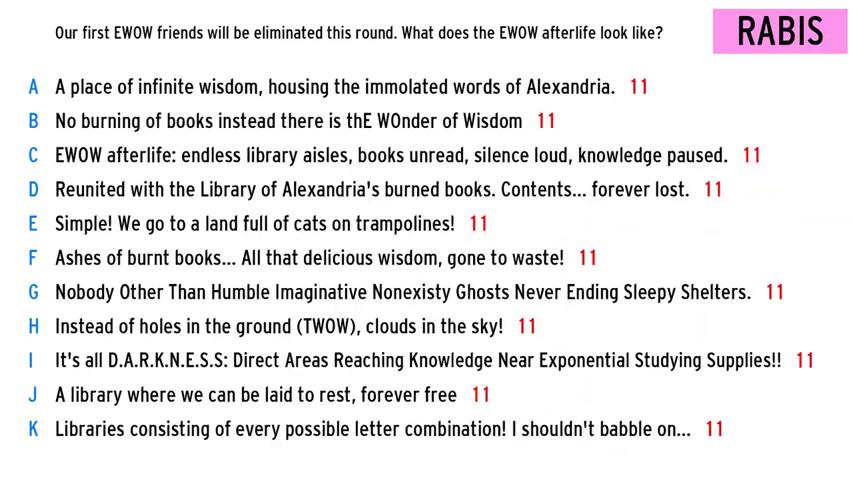 Our first EWOW friends will be eliminated this round. What does the EWOW afterlife look like?
RABIS
A A place of infinite wisdom, housing the immolated words of Alexandria. 11
B No burning of books instead there is thE WOnder of Wisdom 11
C EWOW afterlife: endless library aisles, books unread, silence loud, knowledge paused. 11
D Reunited with the Library of Alexandria's burned books. Contents... forever lost. 11
E Simple! We go to a land full of cats on trampolines! 11
F Ashes of burnt books... All that delicious wisdom, gone to waste! 11
G Nobody Other Than Humble Imaginative Nonexisty Ghosts Never Ending Sleepy Shelters. 11
H Instead of holes in the ground (TWOW), clouds in the sky! 11
I It's all D.A.R.K.N.E.S.S: Direct Areas Reaching Knowledge Near Exponential Studying Supplies!! 11
J A library where we can be laid to rest, forever free 11
K Libraries consisting of every possible letter combination! I shouldn't babble on... 11